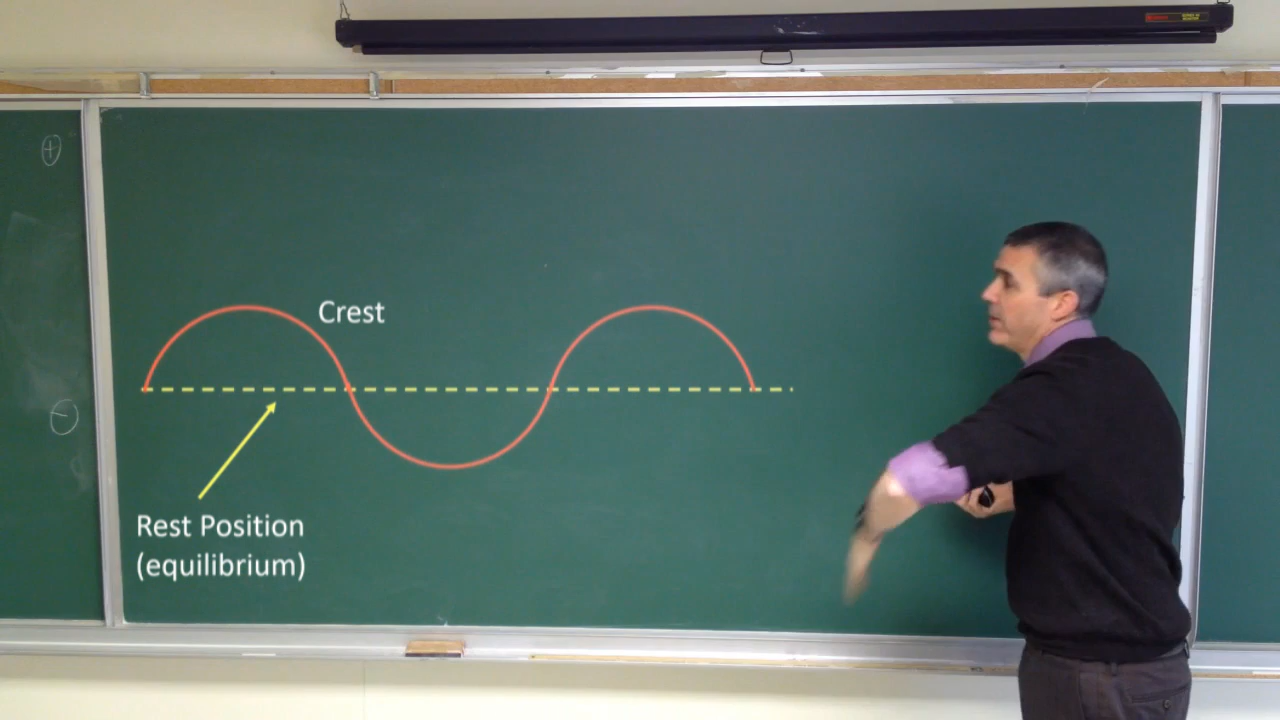 +
Crest
−
Rest Position
(equilibrium)